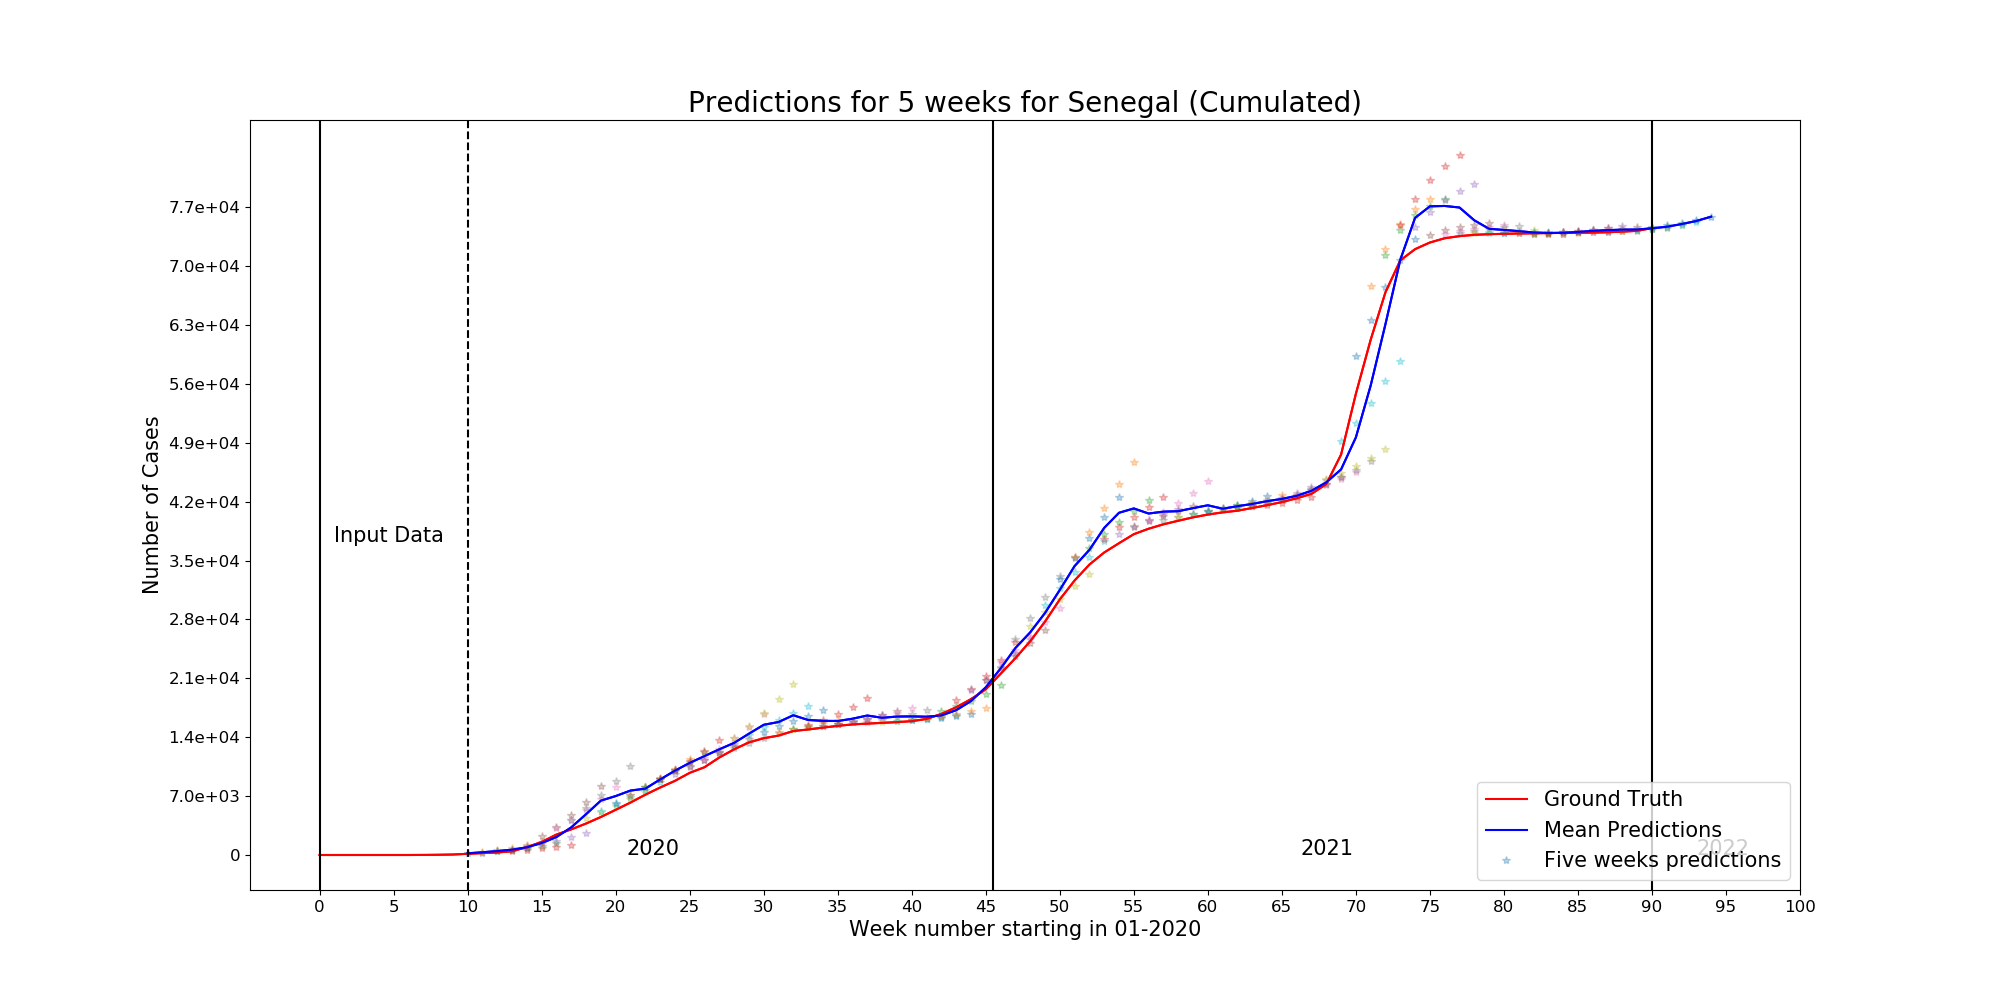 Predictions for 5 weeks for Senegal (Cumulated)
Number of Cases
7.7e+04
7.0e+04
6.3e+04
5.6e+04
4.9e+04
4.2e+04
3.5e+04
2.8e+04
2.1e+04
1.4e+04
7.0e+03
0
Input Data
2020
2021
2022
Ground Truth
Mean Predictions
Five weeks predictions
0 5 10 15 20 25 30 35 40 45 50 55 60 65 70 75 80 85 90 95 100
Week number starting in 01-2020